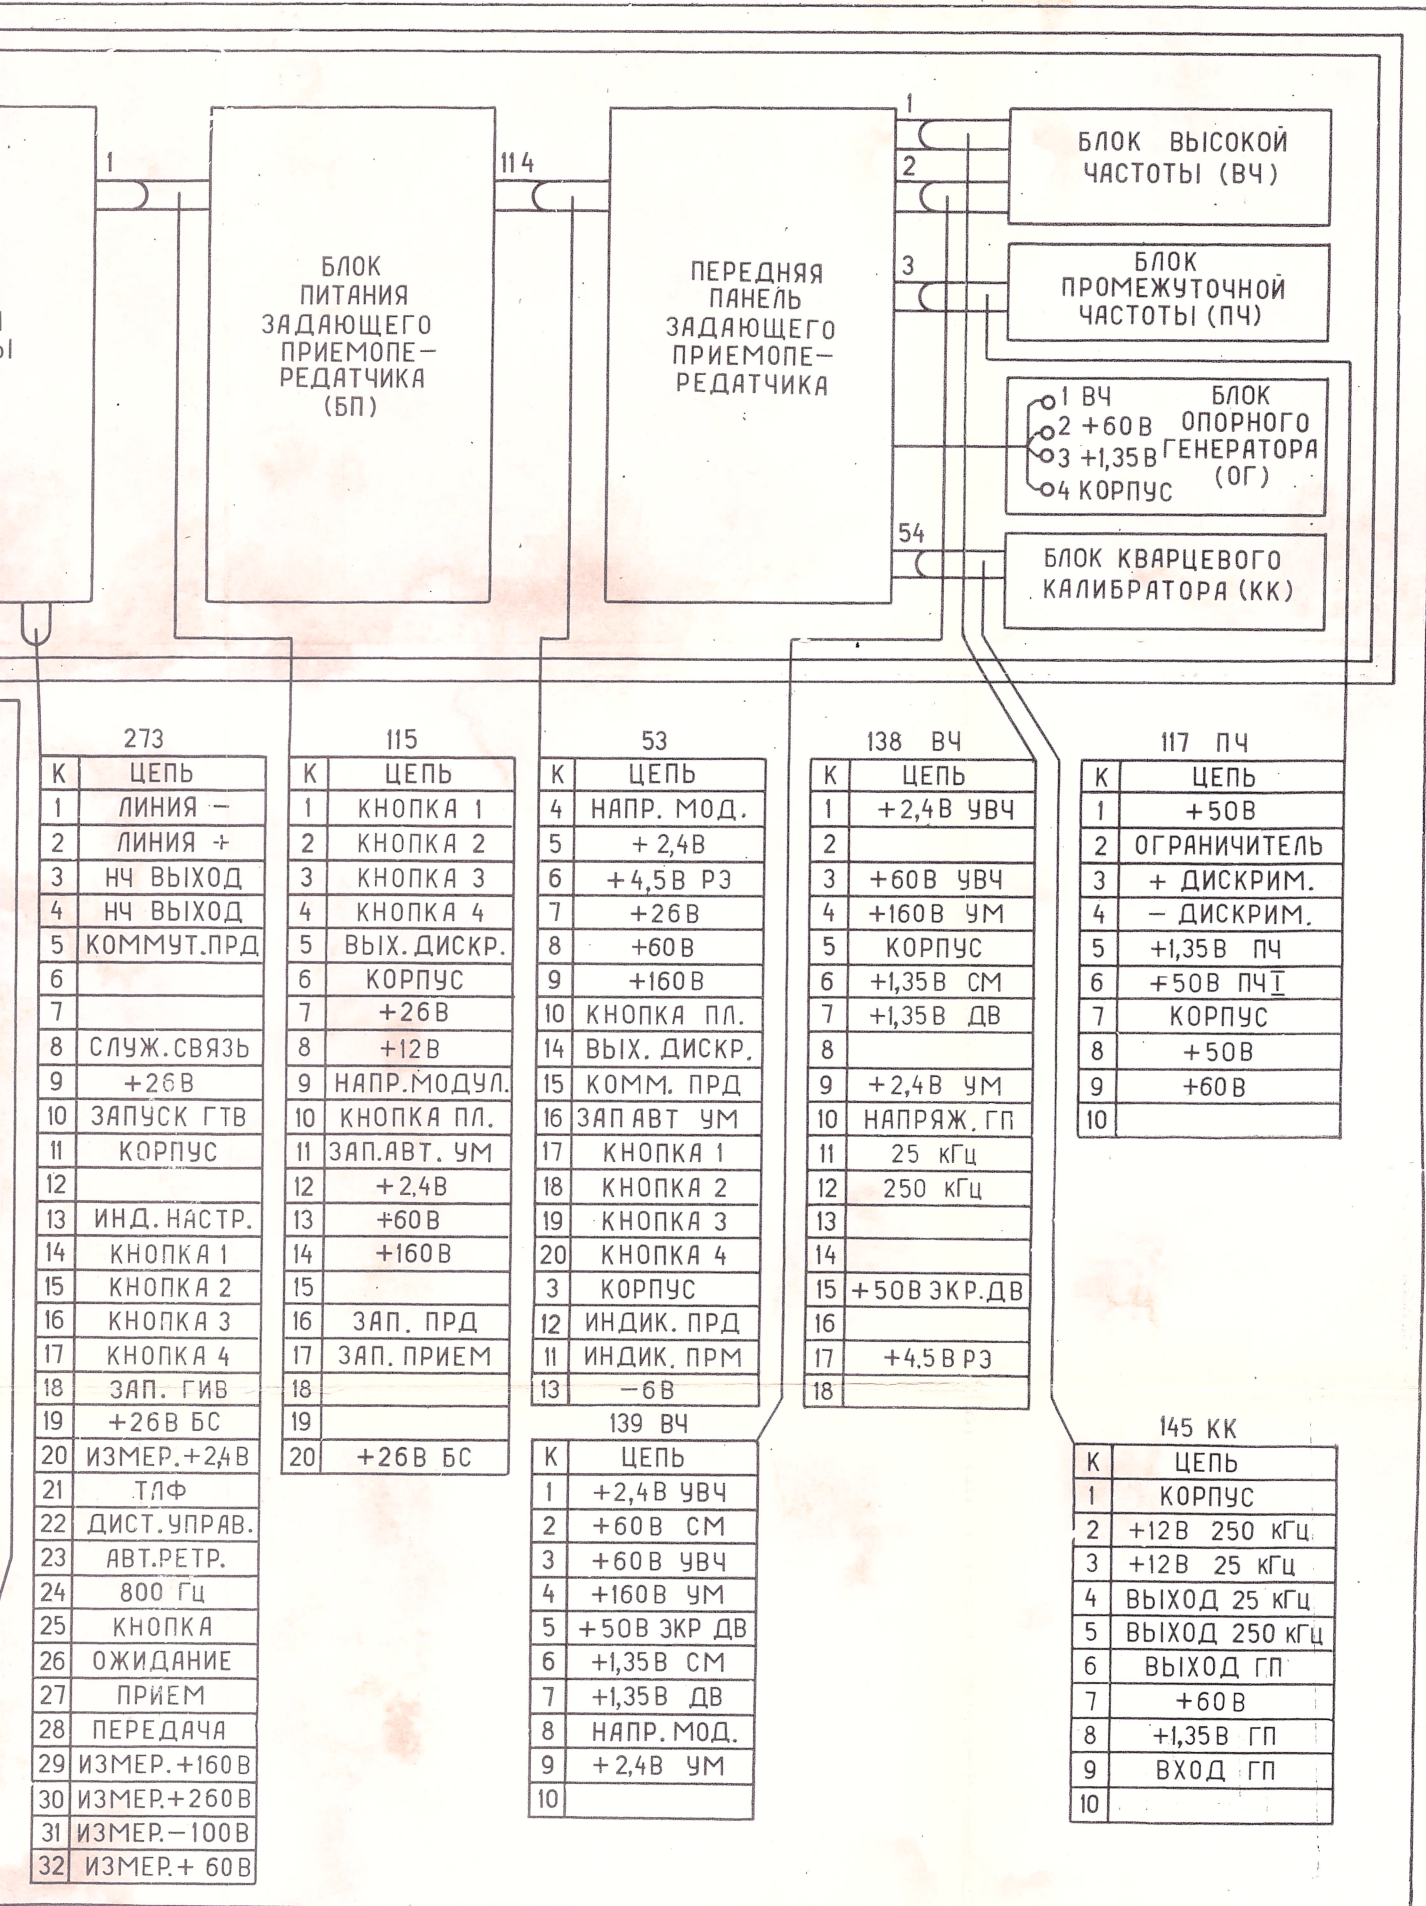 1
114
1
2
3
54
БЛОК
ПИТАНИЯ
ЗАДАЮЩЕГО
ПРИЕМОПЕ–
РЕДАТЧИКА
(БП)
ПЕРЕДНЯЯ
ПАНЕЛЬ
ЗАДАЮЩЕГО
ПРИЕМОПЕ–
РЕДАТЧИКА
БЛОК ВЫСОКОЙ
ЧАСТОТЫ (ВЧ)
БЛОК
ПРОМЕЖУТОЧНОЙ
ЧАСТОТЫ (ПЧ)
1 ВЧ
2 +60В
3 +1,35В
4 КОРПУС
БЛОК
ОПОРНОГО
ГЕНЕРАТОРА
(ОГ)
БЛОК КВАРЦЕВОГО
КАЛИБРАТОРА (КК)
273
К ЦЕПЬ
1 ЛИНИЯ –
2 ЛИНИЯ +
3 НЧ ВЫХОД
4 НЧ ВЫХОД
5 КОММУТ.ПРД
6
7
8 СЛУЖ.СВЯЗЬ
9 +26В
10 ЗАПУСК ГТВ
11 КОРПУС
12
13 ИНД.НАСТР.
14 КНОПКА 1
15 КНОПКА 2
16 КНОПКА 3
17 КНОПКА 4
18 ЗАП. ГИВ
19 +26В БС
20 ИЗМЕР.+2,4В
21 ТЛФ
22 ДИСТ.УПРАВ.
23 АВТ.РЕТР.
24 800 Гц
25 КНОПКА
26 ОЖИДАНИЕ
27 ПРИЕМ
28 ПЕРЕДАЧА
29 ИЗМЕР.+160В
30 ИЗМЕР.+260В
31 ИЗМЕР.–100В
32 ИЗМЕР.+ 60В
115
К ЦЕПЬ
1 КНОПКА 1
2 КНОПКА 2
3 КНОПКА 3
4 КНОПКА 4
5 ВЫХ.ДИСКР.
6 КОРПУС
7 +26В
8 +12В
9 НАПР.МОДУЛ.
10 КНОПКА ПЛ.
11 ЗАП.АВТ. УМ
12 +2,4В
13 +60В
14 +160В
15
16 ЗАП. ПРД
17 ЗАП. ПРИЕМ
18
19
20 +26В БС
53
К ЦЕПЬ
4 НАПР. МОД.
5 + 2,4В
6 +4,5В РЭ
7 +26В
8 +60В
9 +160В
10 КНОПКА ПЛ.
14 ВЫХ. ДИСКР.
15 КОММ. ПРД
16 ЗАП АВТ УМ
17 КНОПКА 1
18 КНОПКА 2
19 КНОПКА 3
20 КНОПКА 4
3 КОРПУС
12 ИНДИК. ПРД
11 ИНДИК. ПРМ
13 –6В
139 ВЧ
К ЦЕПЬ
1 +2,4В УВЧ
2 +60В СМ
3 +60В УВЧ
4 +160В УМ
5 +50В ЭКР ДВ
6 +1,35В СМ
7 +1,35В ДВ
8 НАПР.МОД.
9 +2,4В УМ
10
138 ВЧ
К ЦЕПЬ
1 +2,4В УВЧ
2
3 +60В УВЧ
4 +160В УМ
5 КОРПУС
6 +1,35В СМ
7 +1,35В ДВ
8
9 +2,4В УМ
10 НАПРЯЖ. ГП
11 25 кГц
12 250 кГц
13
14
15 +50В ЭКР.ДВ
16
17 +4,5В РЭ
18
117 ПЧ
К ЦЕПЬ
1 +50В
2 ОГРАНИЧИТЕЛЬ
3 + ДИСКРИМ.
4 – ДИСКРИМ.
5 +1,35В ПЧ
6 +50В ПЧI
7 КОРПУС
8 +50В
9 +60В
10
145 КК
К ЦЕПЬ
1 КОРПУС
2 +12В 250 кГц
3 +12В 25 кГц
4 ВЫХОД 25 кГц
5 ВЫХОД 250 кГц
6 ВЫХОД ГП
7 +60В
8 +1,35В ГП
9 ВХОД ГП
10